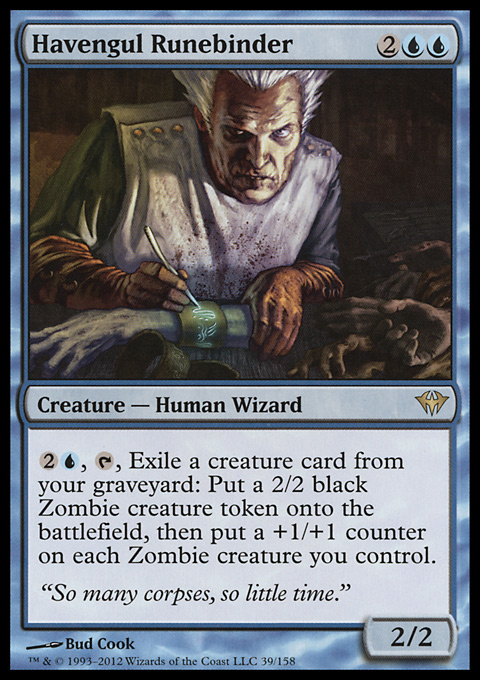 Havengul Runebinder 2
Creature — Human Wizard
2, , Exile a creature card from
your graveyard: Put a 2/2 black
Zombie creature token onto the
battlefield, then put a +1/+1 counter
on each Zombie creature you control.
“So many corpses, so little time.”
2/2
Bud Cook
™ & © 1993–2012 Wizards of the Coast LLC 39/158